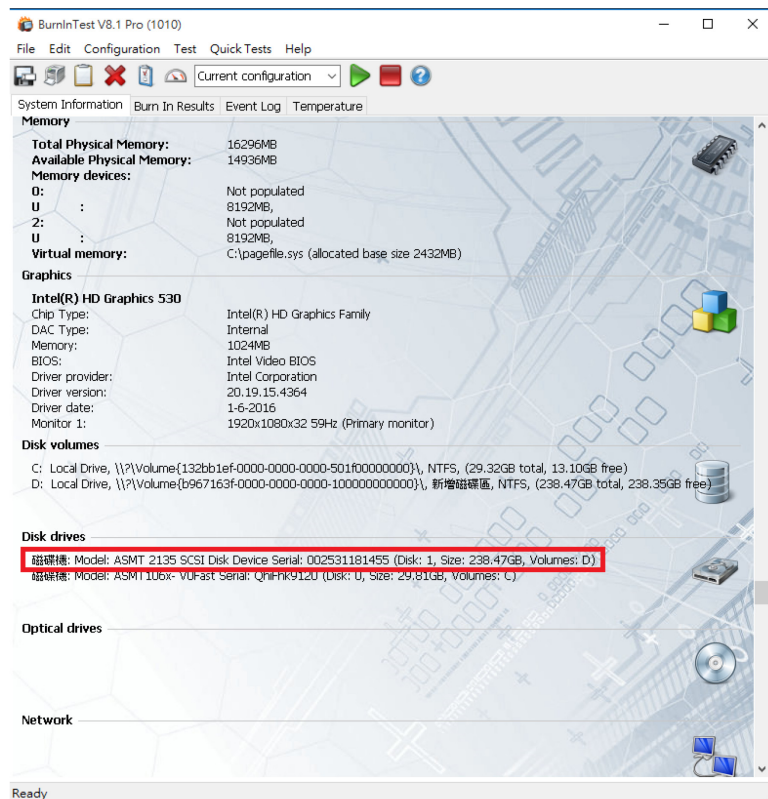 BurnInTest V8.1 Pro (1010)
File Edit Configuration Test Quick Tests Help
Current configuration
System Information Burn In Results Event Log Temperature
Memory
Total Physical Memory: 16296MB
Available Physical Memory: 14936MB
Memory devices:
0: Not populated
U : 8192MB,
2: Not populated
U : 8192MB,
Virtual memory: C:\pagefile.sys (allocated base size 2432MB)
Graphics
Intel(R) HD Graphics 530
Chip Type: Intel(R) HD Graphics Family
DAC Type: Internal
Memory: 1024MB
BIOS: Intel Video BIOS
Driver provider: Intel Corporation
Driver version: 20.19.15.4364
Driver date: 1-6-2016
Monitor 1: 1920x1080x32 59Hz (Primary monitor)
Disk volumes
C: Local Drive, \\?\Volume{132bb1ef-0000-0000-0000-501f00000000}\, NTFS, (29.32GB total, 13.10GB free)
D: Local Drive, \\?\Volume{b967163f-0000-0000-0000-100000000000}\, 新增磁碟區, NTFS, (238.47GB total, 238.35GB free)
Disk drives
磁碟機: Model: ASMT 2135 SCSI Disk Device Serial: 002531181455 (Disk: 1, Size: 238.47GB, Volumes: D)
磁碟機: Model: ASMT106x- V0Fast Serial: QhiFhk9120 (Disk: 0, Size: 29.81GB, Volumes: C)
Optical drives
Network
Ready